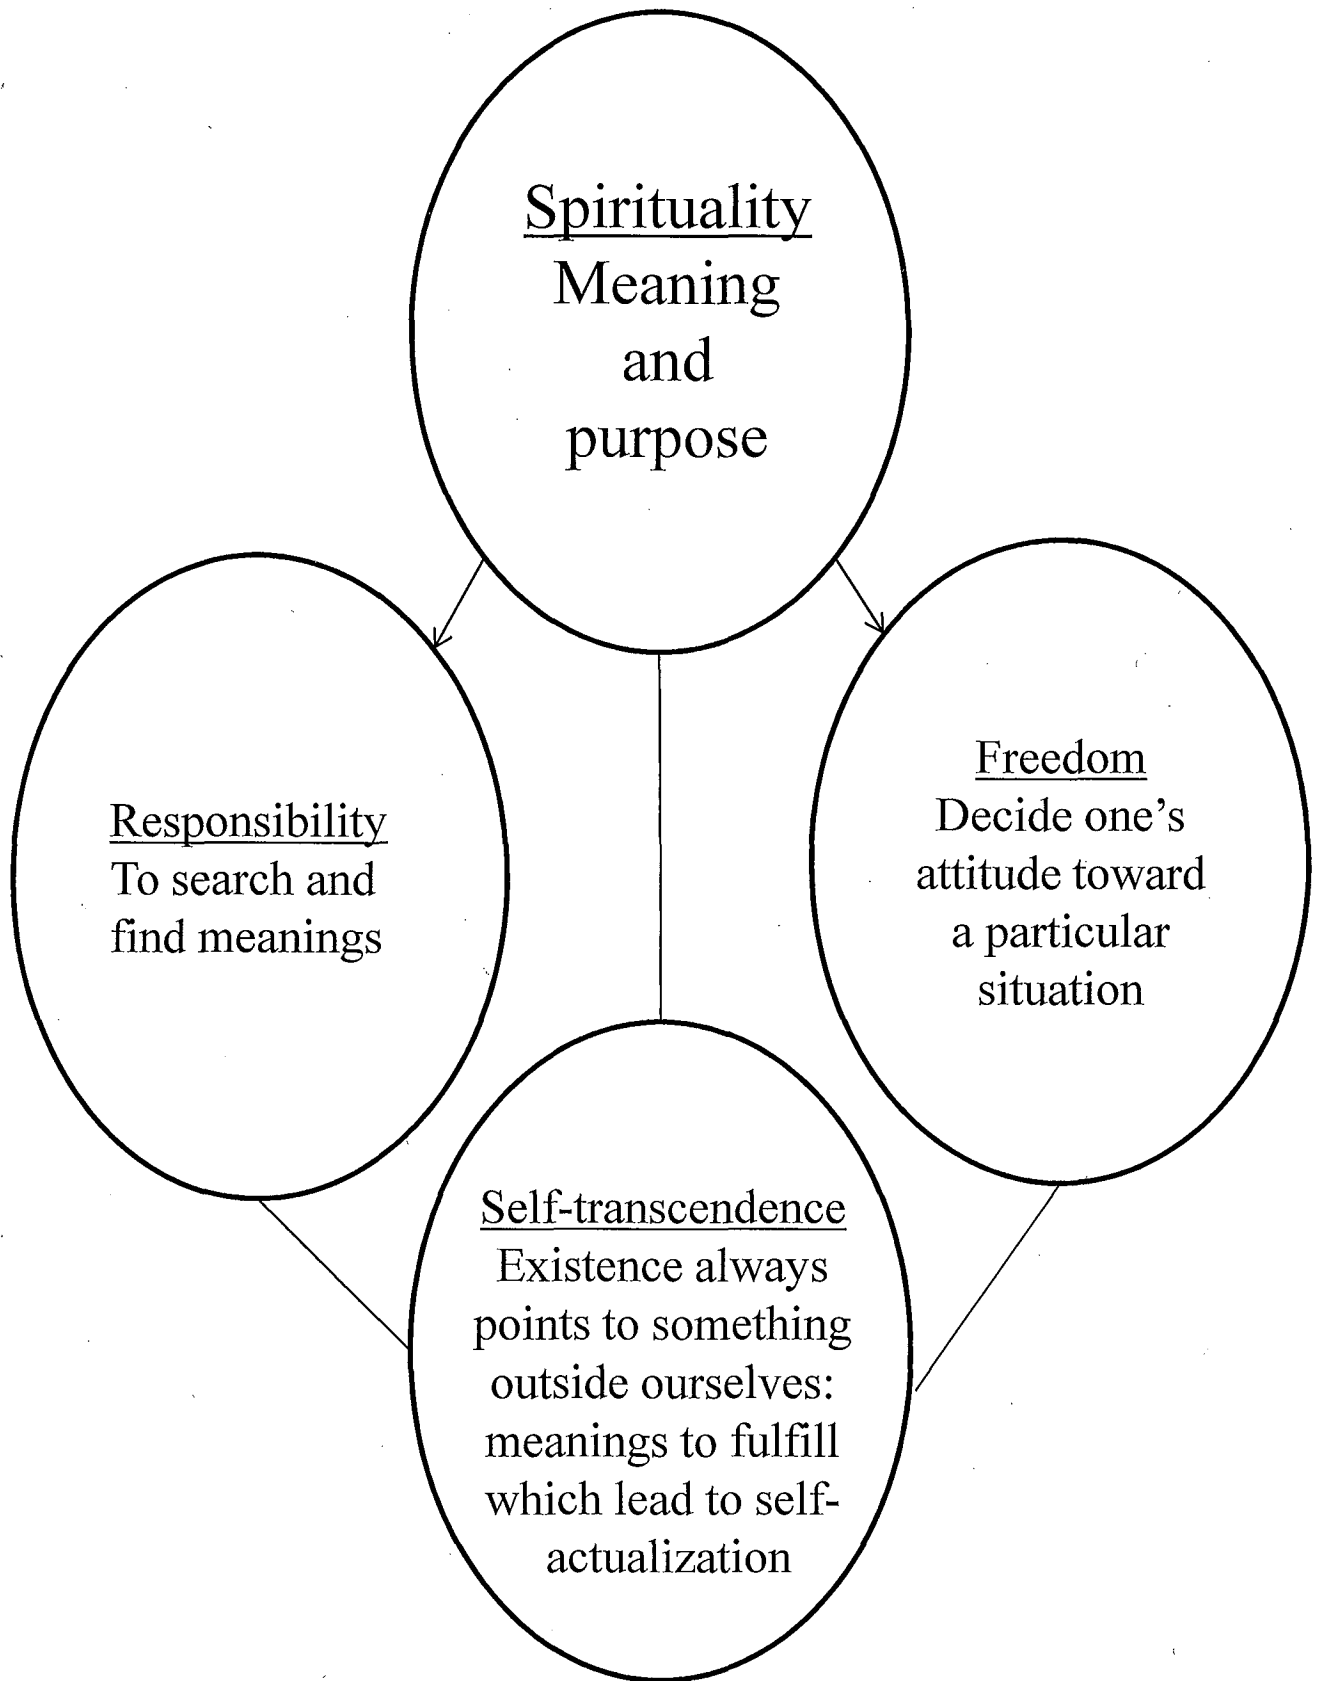 Spirituality
Meaning
and
purpose
Responsibility
To search and
find meanings
Freedom
Decide one’s
attitude toward
a particular
situation
Self-transcendence
Existence always
points to something
outside ourselves:
meanings to fulfill
which lead to self-
actualization